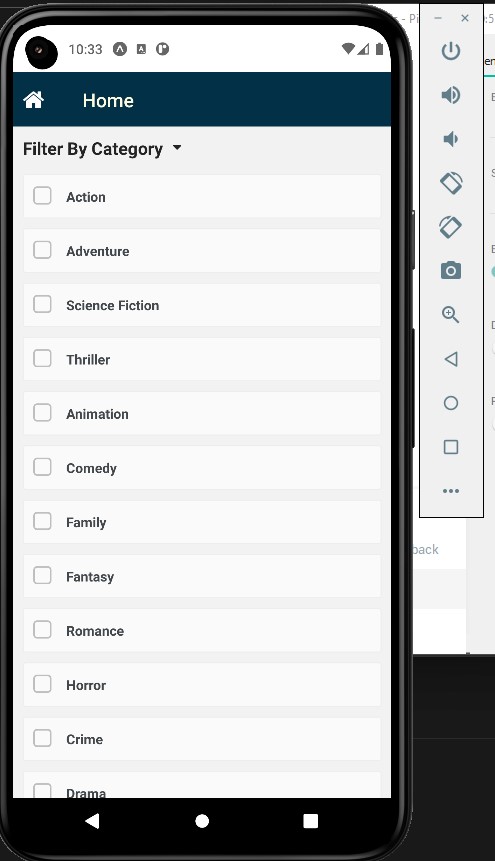 10:33
Home
Filter By Category
Action
Adventure
Science Fiction
Thriller
Animation
Comedy
Family
Fantasy
Romance
Horror
Crime
Drama
back